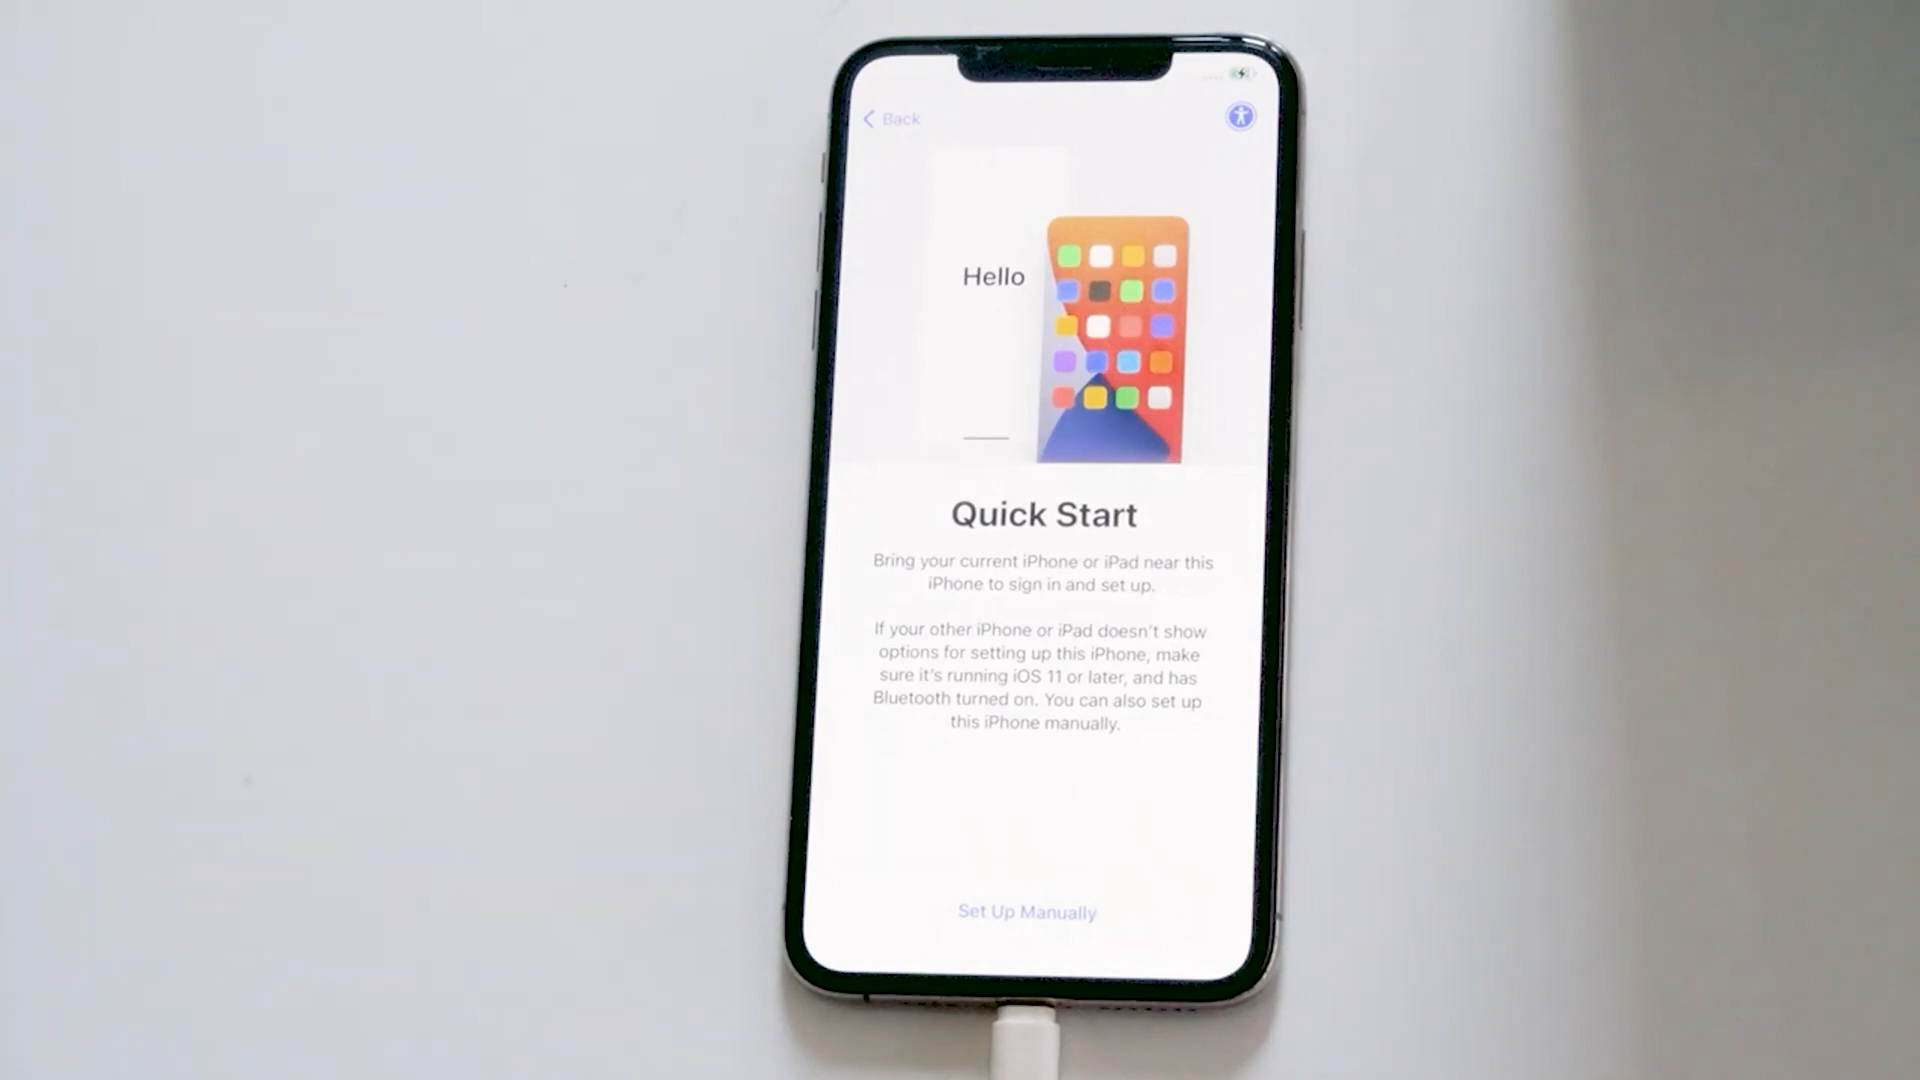 Back
Hello
Quick Start
Bring your current iPhone or iPad near this
iPhone to sign in and set up.
If your other iPhone or iPad doesn't show
options for setting up this iPhone, make
sure it's running iOS 11 or later, and has
Bluetooth turned on. You can also set up
this iPhone manually.
Set Up Manually